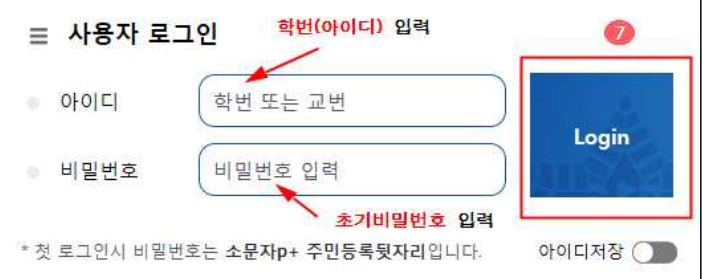 ≡ 사용자 로그인
학번(아이디) 입력
7
아이디
학번 또는 교번
비밀번호
비밀번호 입력
Login
초기비밀번호 입력
* 첫 로그인시 비밀번호는 소문자p+ 주민등록뒷자리입니다.
아이디저장